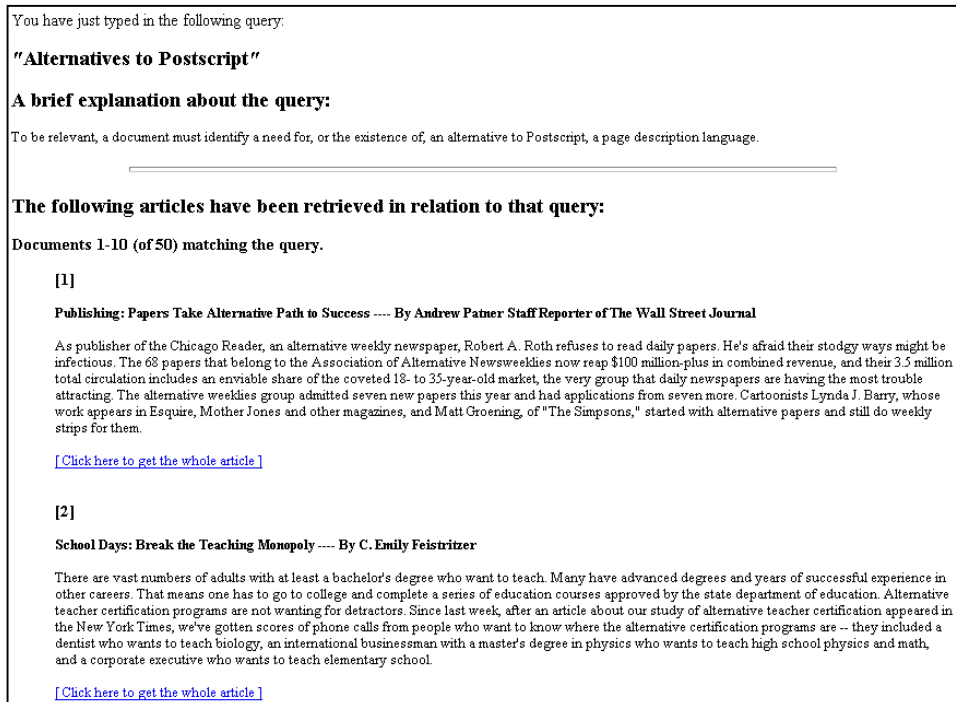 You have just typed in the following query:
"Alternatives to Postscript"
A brief explanation about the query:
To be relevant, a document must identify a need for, or the existence of, an alternative to Postscript, a page description language.
The following articles have been retrieved in relation to that query:
Documents 1-10 (of 50) matching the query.
[1]
Publishing: Papers Take Alternative Path to Success ---- By Andrew Patner Staff Reporter of The Wall Street Journal
As publisher of the Chicago Reader, an alternative weekly newspaper, Robert A. Roth refuses to read daily papers. He's afraid their stodgy ways might be
infectious. The 68 papers that belong to the Association of Alternative Newsweeklies now reap $100 million-plus in combined revenue, and their 3.5 million
total circulation includes an enviable share of the coveted 18- to 35-year-old market, the very group that daily newspapers are having the most trouble
attracting. The alternative weeklies group admitted seven new papers this year and had applications from seven more. Cartoonists Lynda J. Barry, whose
work appears in Esquire, Mother Jones and other magazines, and Matt Groening, of "The Simpsons," started with alternative papers and still do weekly
strips for them.
[ Click here to get the whole article ]
[2]
School Days: Break the Teaching Monopoly ---- By C. Emily Feistritzer
There are vast numbers of adults with at least a bachelor's degree who want to teach. Many have advanced degrees and years of successful experience in
other careers. That means one has to go to college and complete a series of education courses approved by the state department of education. Alternative
teacher certification programs are not wanting for detractors. Since last week, after an article about our study of alternative teacher certification appeared in
the New York Times, we've gotten scores of phone calls from people who want to know where the alternative certification programs are -- they included a
dentist who wants to teach biology, an international businessman with a master's degree in physics who wants to teach high school physics and math,
and a corporate executive who wants to teach elementary school.
[ Click here to get the whole article ]